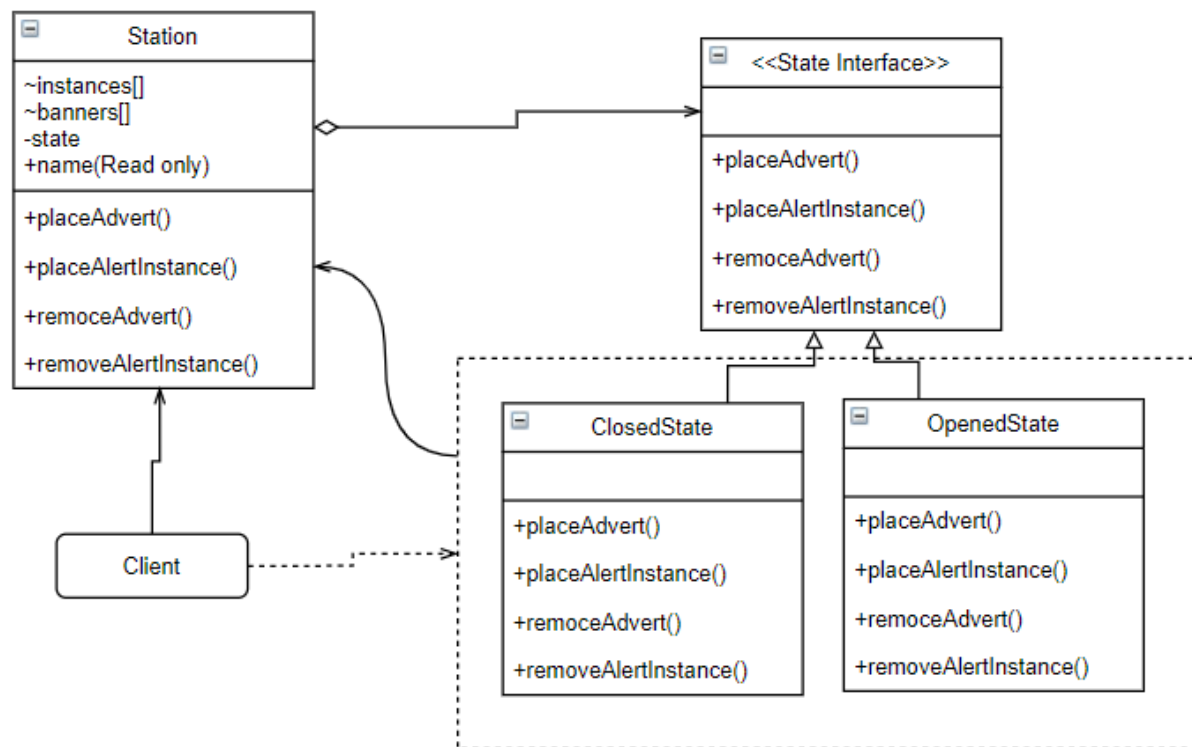 Station
~instances[]
~banners[]
-state
+name(Read only)
+placeAdvert()
+placeAlertInstance()
+remoceAdvert()
+removeAlertInstance()
<<State Interface>>
+placeAdvert()
+placeAlertInstance()
+remoceAdvert()
+removeAlertInstance()
Client
ClosedState
+placeAdvert()
+placeAlertInstance()
+remoceAdvert()
+removeAlertInstance()
OpenedState
+placeAdvert()
+placeAlertInstance()
+remoceAdvert()
+removeAlertInstance()